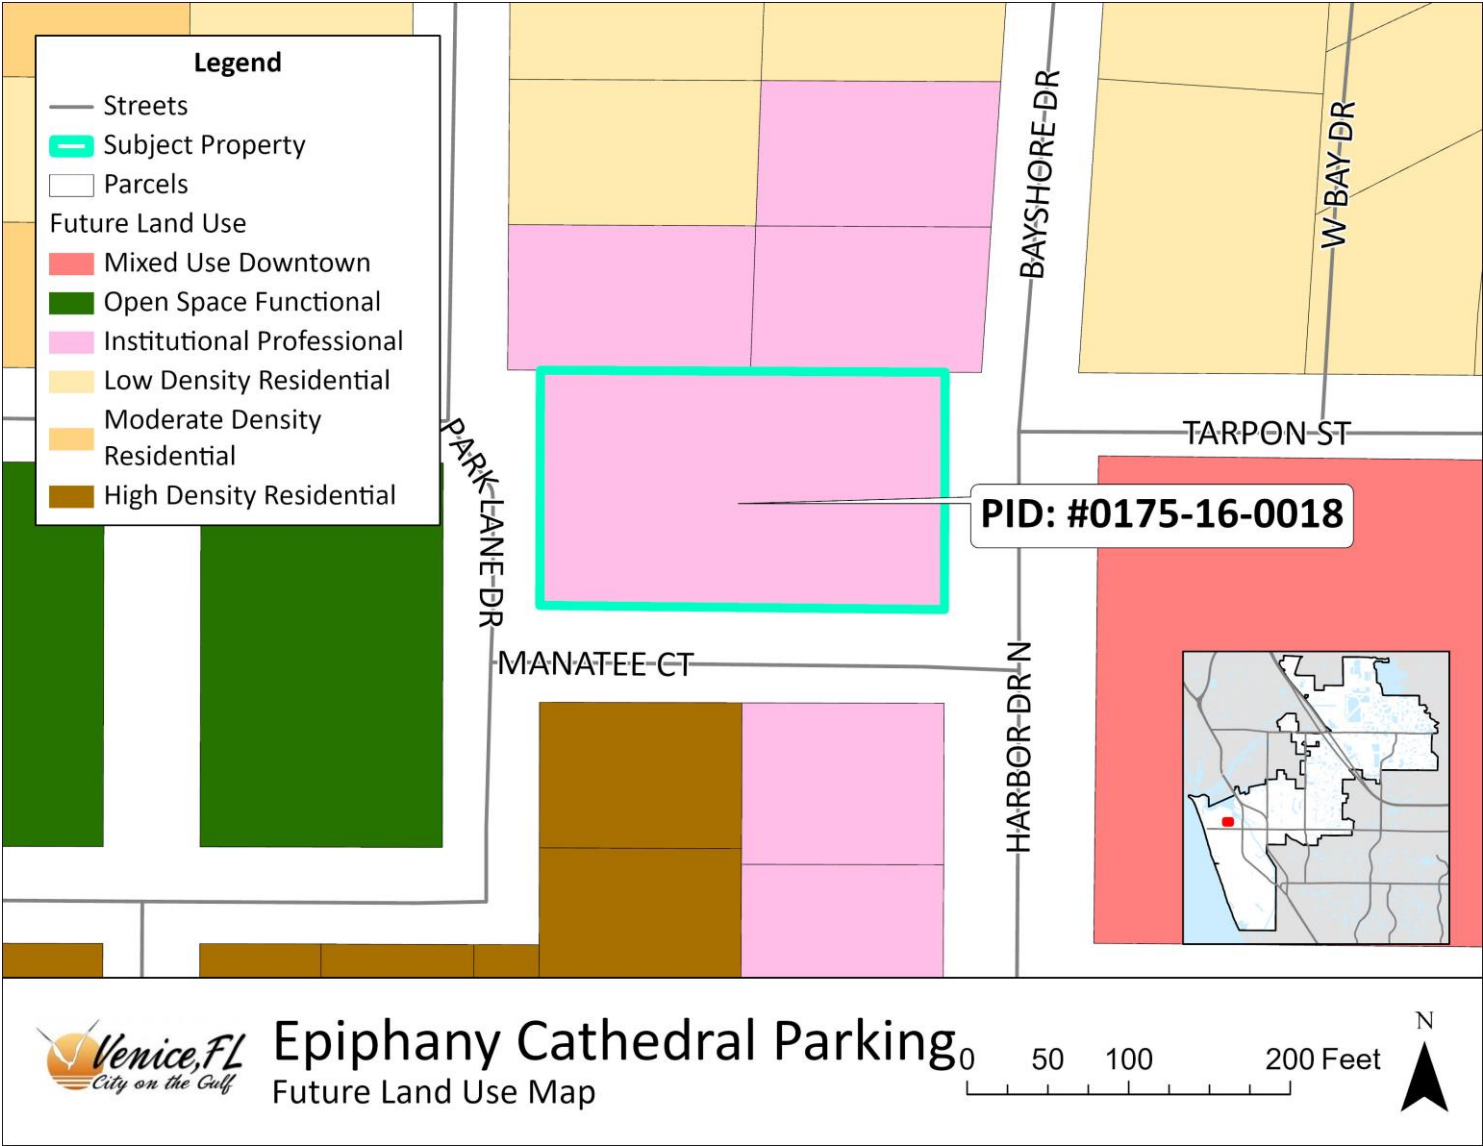 Legend
Streets
Subject Property
Parcels
Future Land Use
Mixed Use Downtown
Open Space Functional
Institutional Professional
Low Density Residential
Moderate Density
Residential
High Density Residential
BAYSHORE DR
W BAY DR
TARPON ST
PARK LANE DR
PID: #0175-16-0018
MANATEE CT
HARBOR DR N
Venice, FL
City on the Gulf
Epiphany Cathedral Parking
Future Land Use Map
0 50 100 200 Feet
N